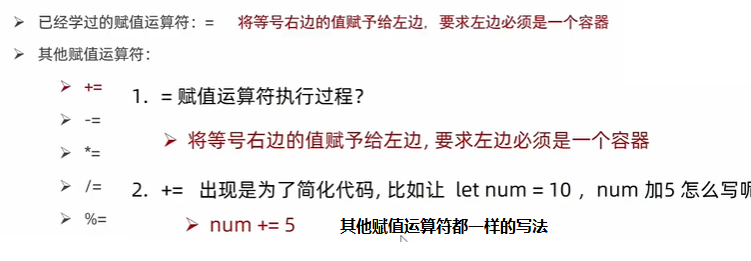 已经学过的赋值运算符：= 将等号右边的值赋予给左边，要求左边必须是一个容器
其他赋值运算符：
+=
-=
*=
/=
%=
1. = 赋值运算符执行过程？
将等号右边的值赋予给左边, 要求左边必须是一个容器
2. += 出现是为了简化代码, 比如让 let num = 10 ，num 加5 怎么写呢
num += 5 其他赋值运算符都一样的写法